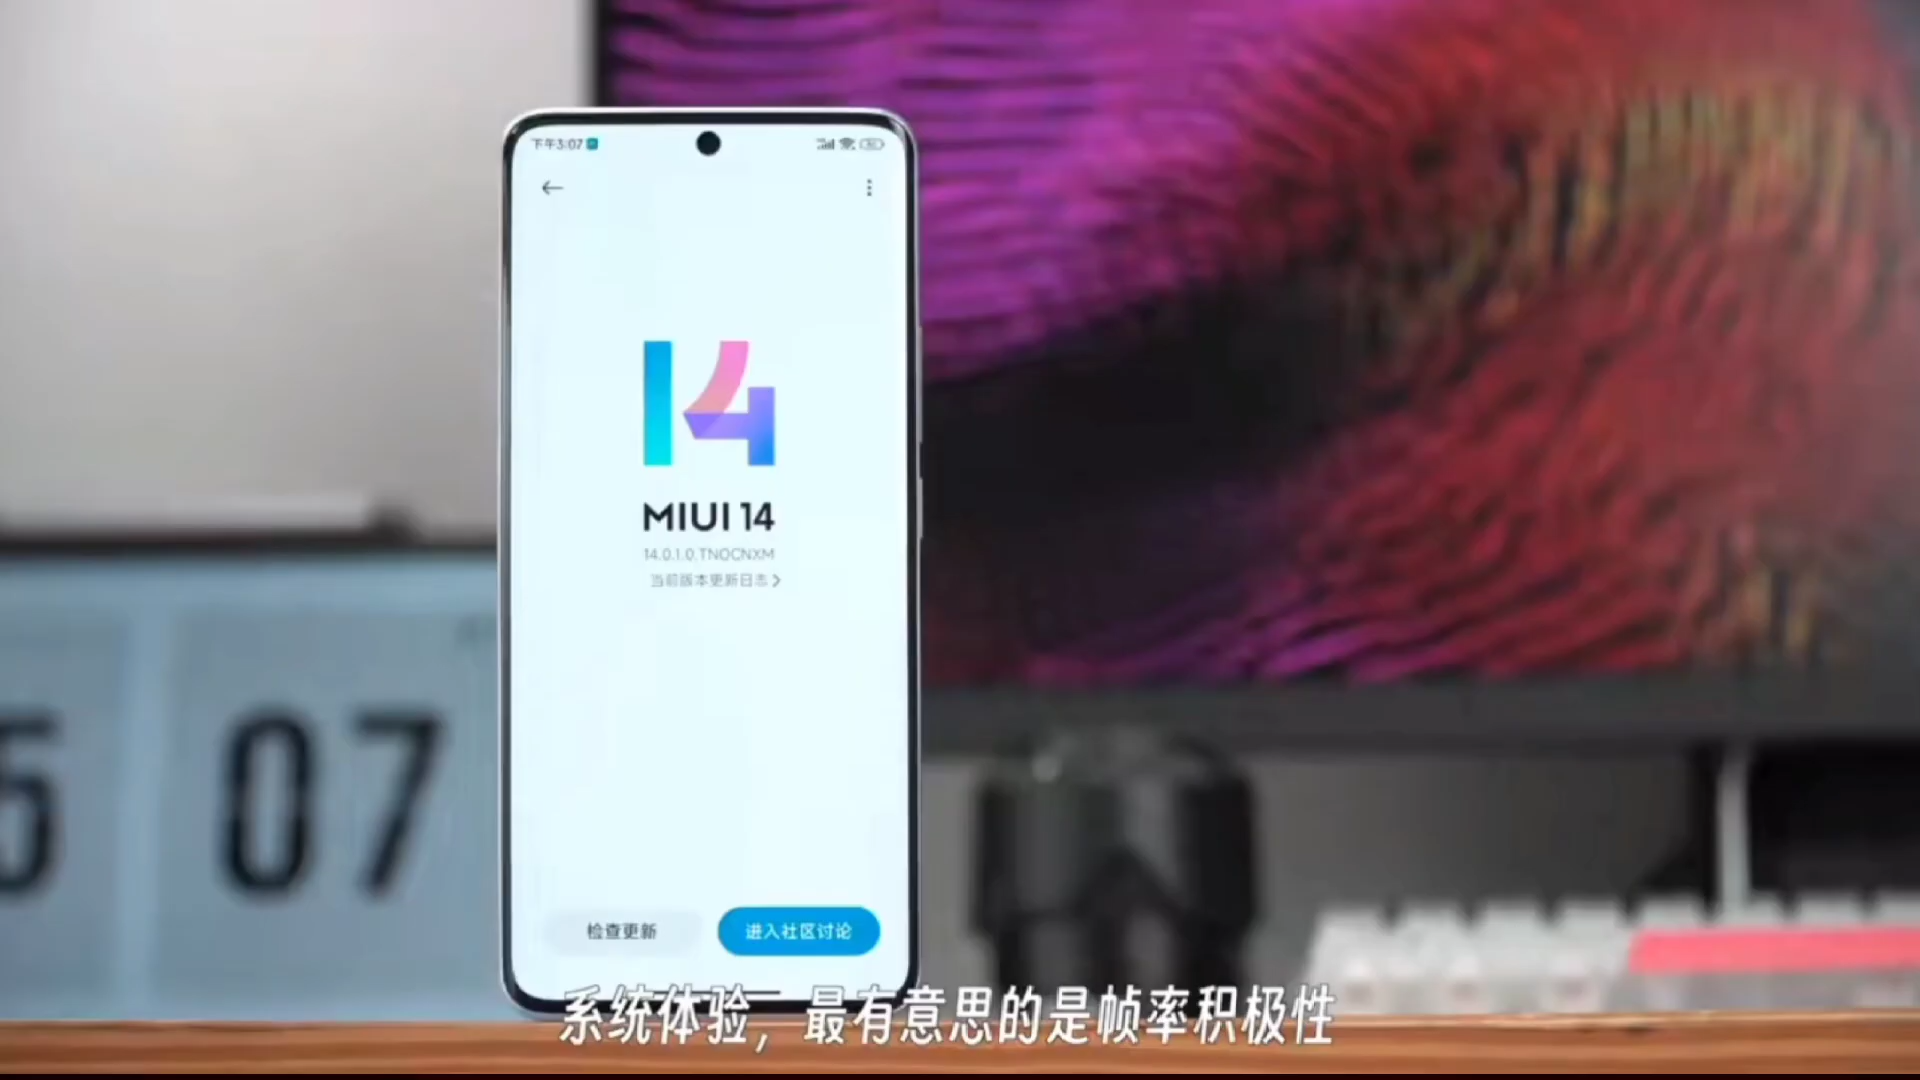 下午3:07
14
MIUI 14
14.0.1.0.TNOCNXM
当前版本更新日志
检查更新 进入社区讨论
5 07
系统体验，最有意思的是帧率积极性